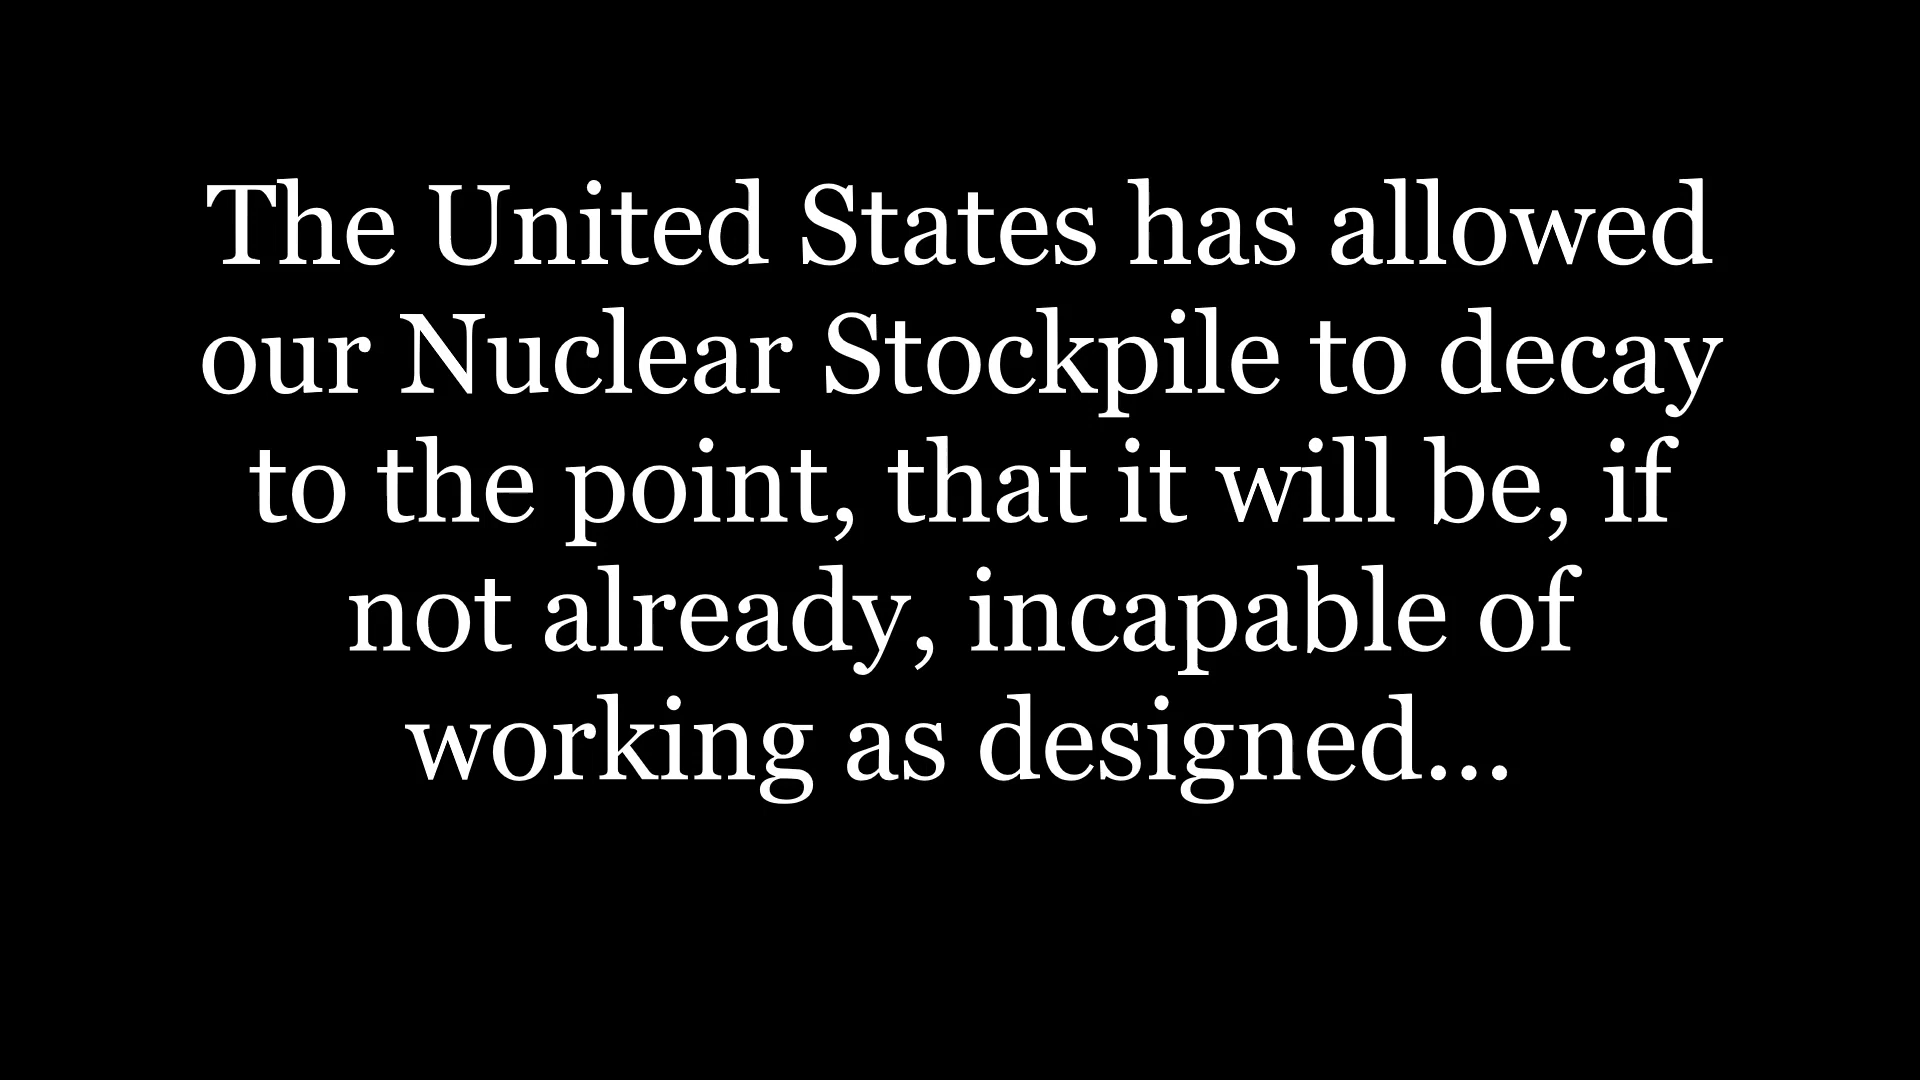 The United States has allowed
our Nuclear Stockpile to decay
to the point, that it will be, if
not already, incapable of
working as designed...